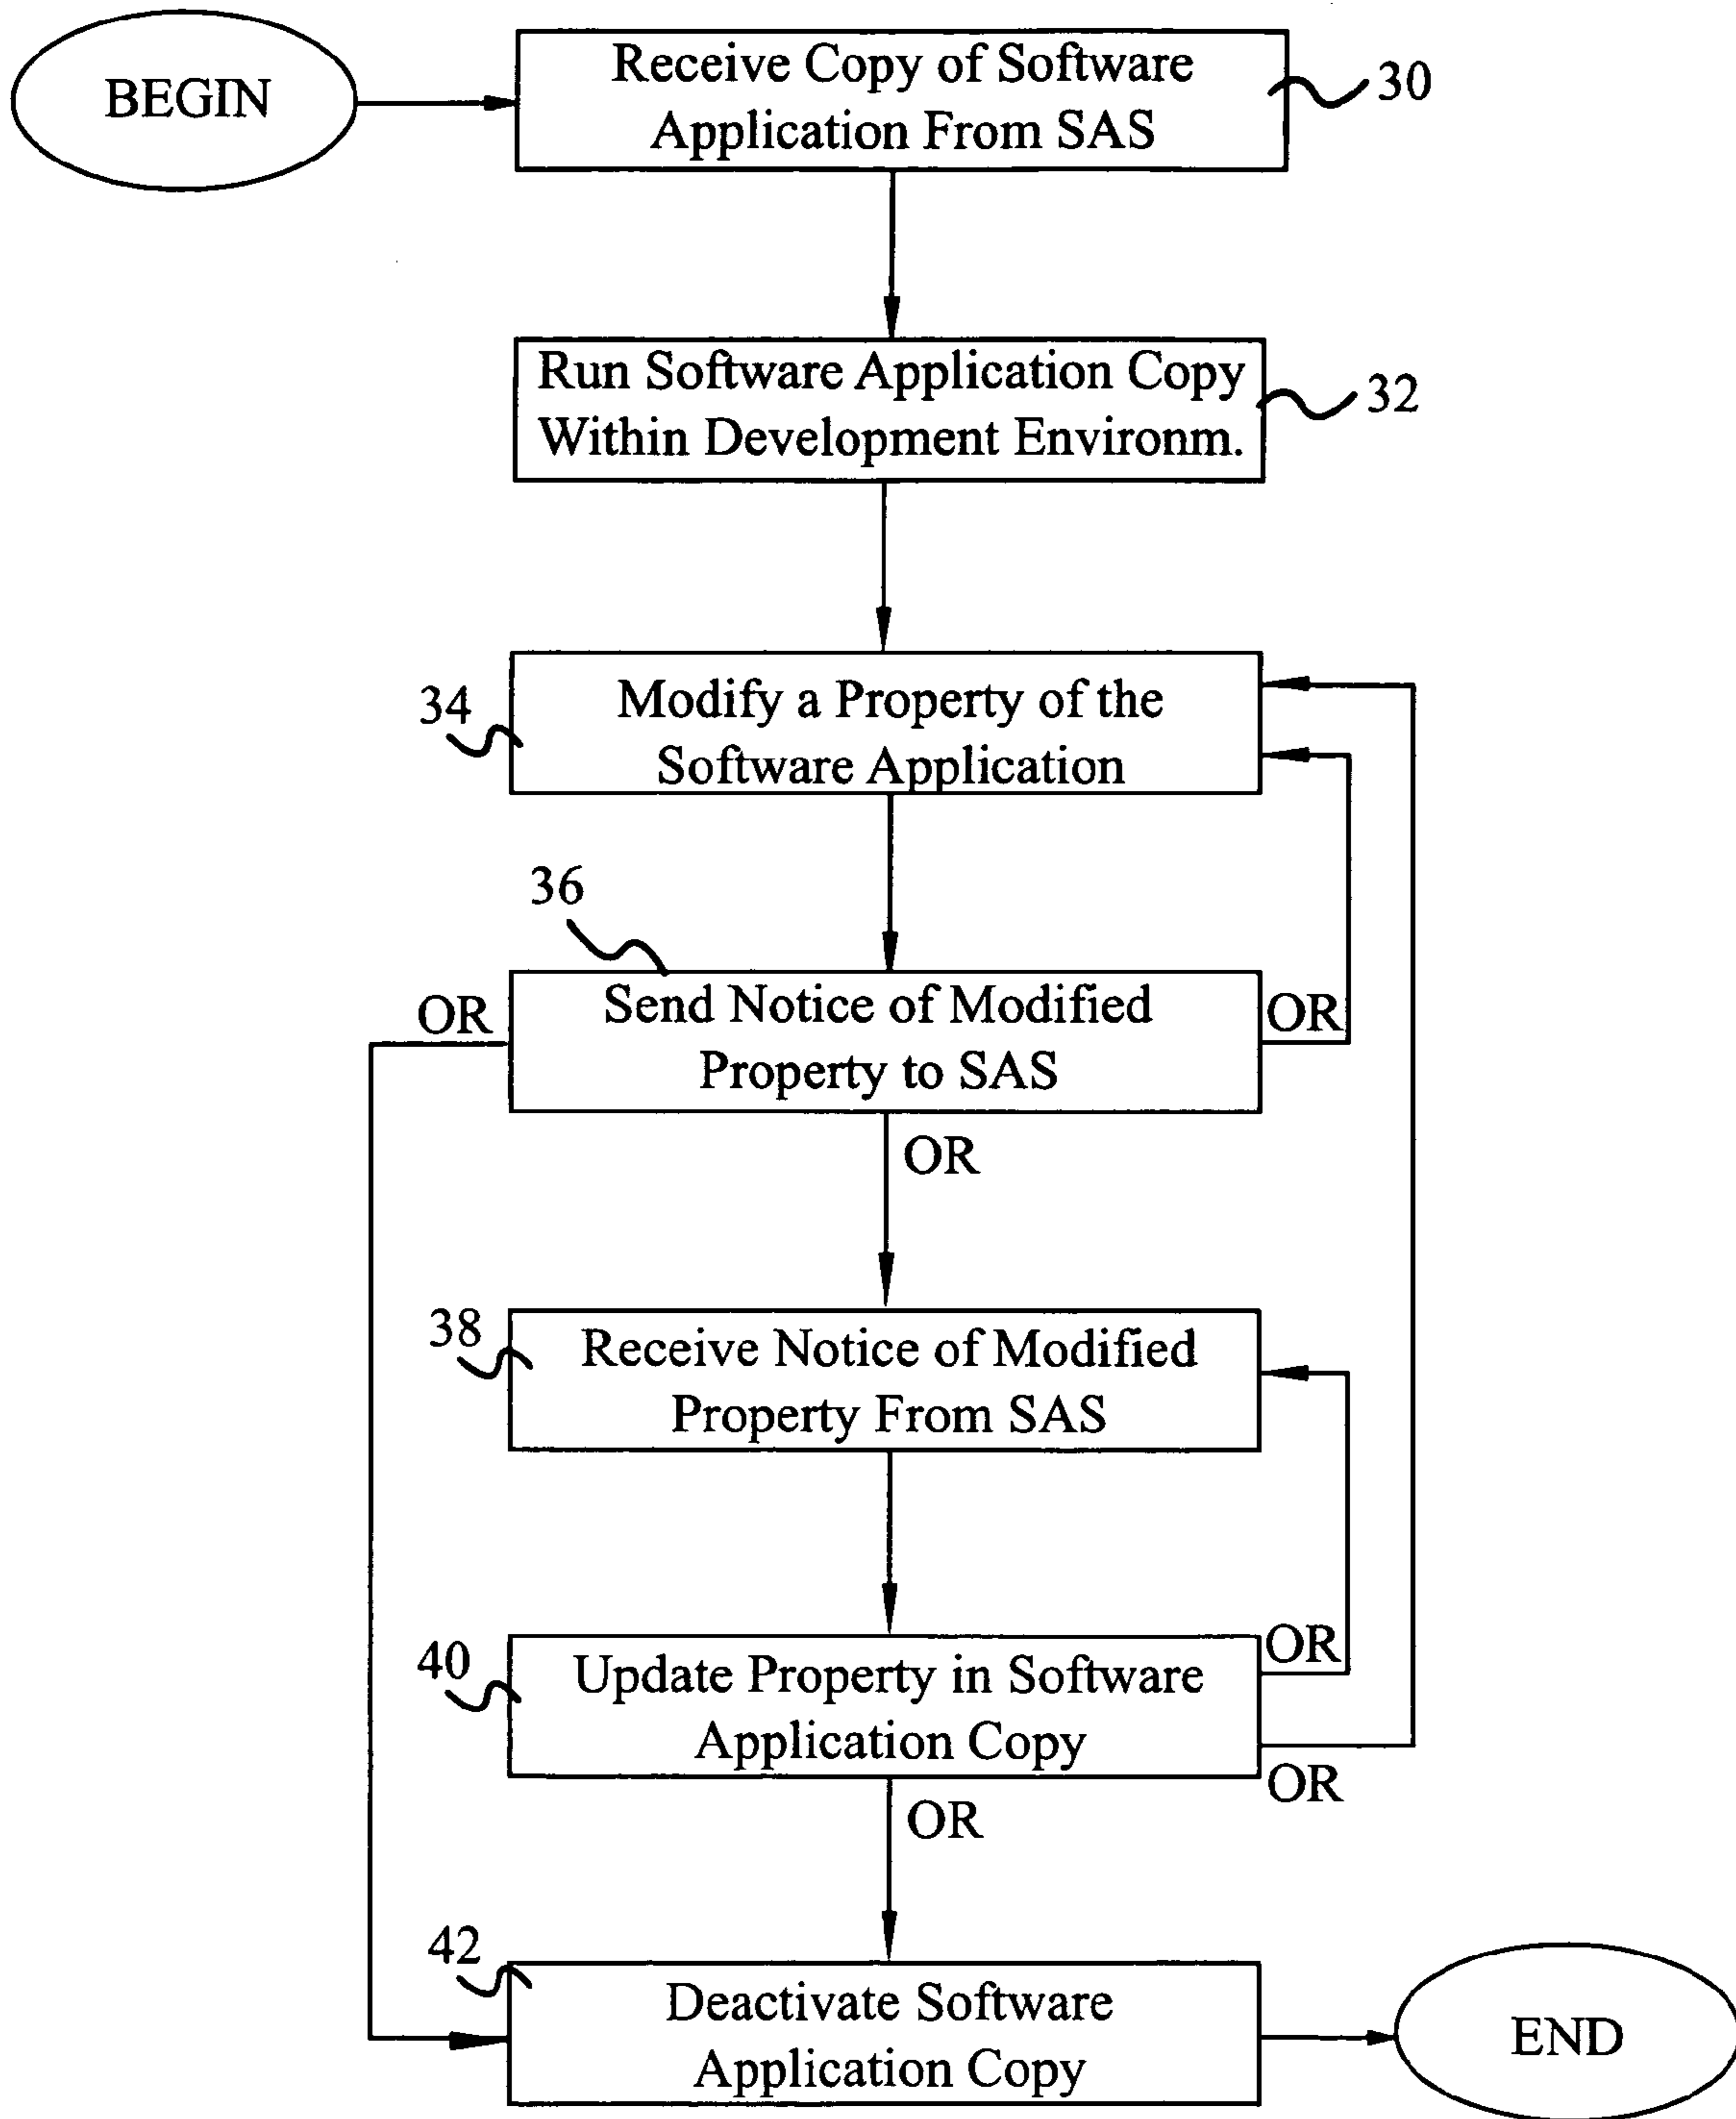 BEGIN
Receive Copy of Software
Application From SAS
30
Run Software Application Copy
Within Development Environm.
32
34
Modify a Property of the
Software Application
36
OR
Send Notice of Modified
Property to SAS
OR
OR
38
Receive Notice of Modified
Property From SAS
40
Update Property in Software
Application Copy
OR
OR
OR
42
Deactivate Software
Application Copy
END